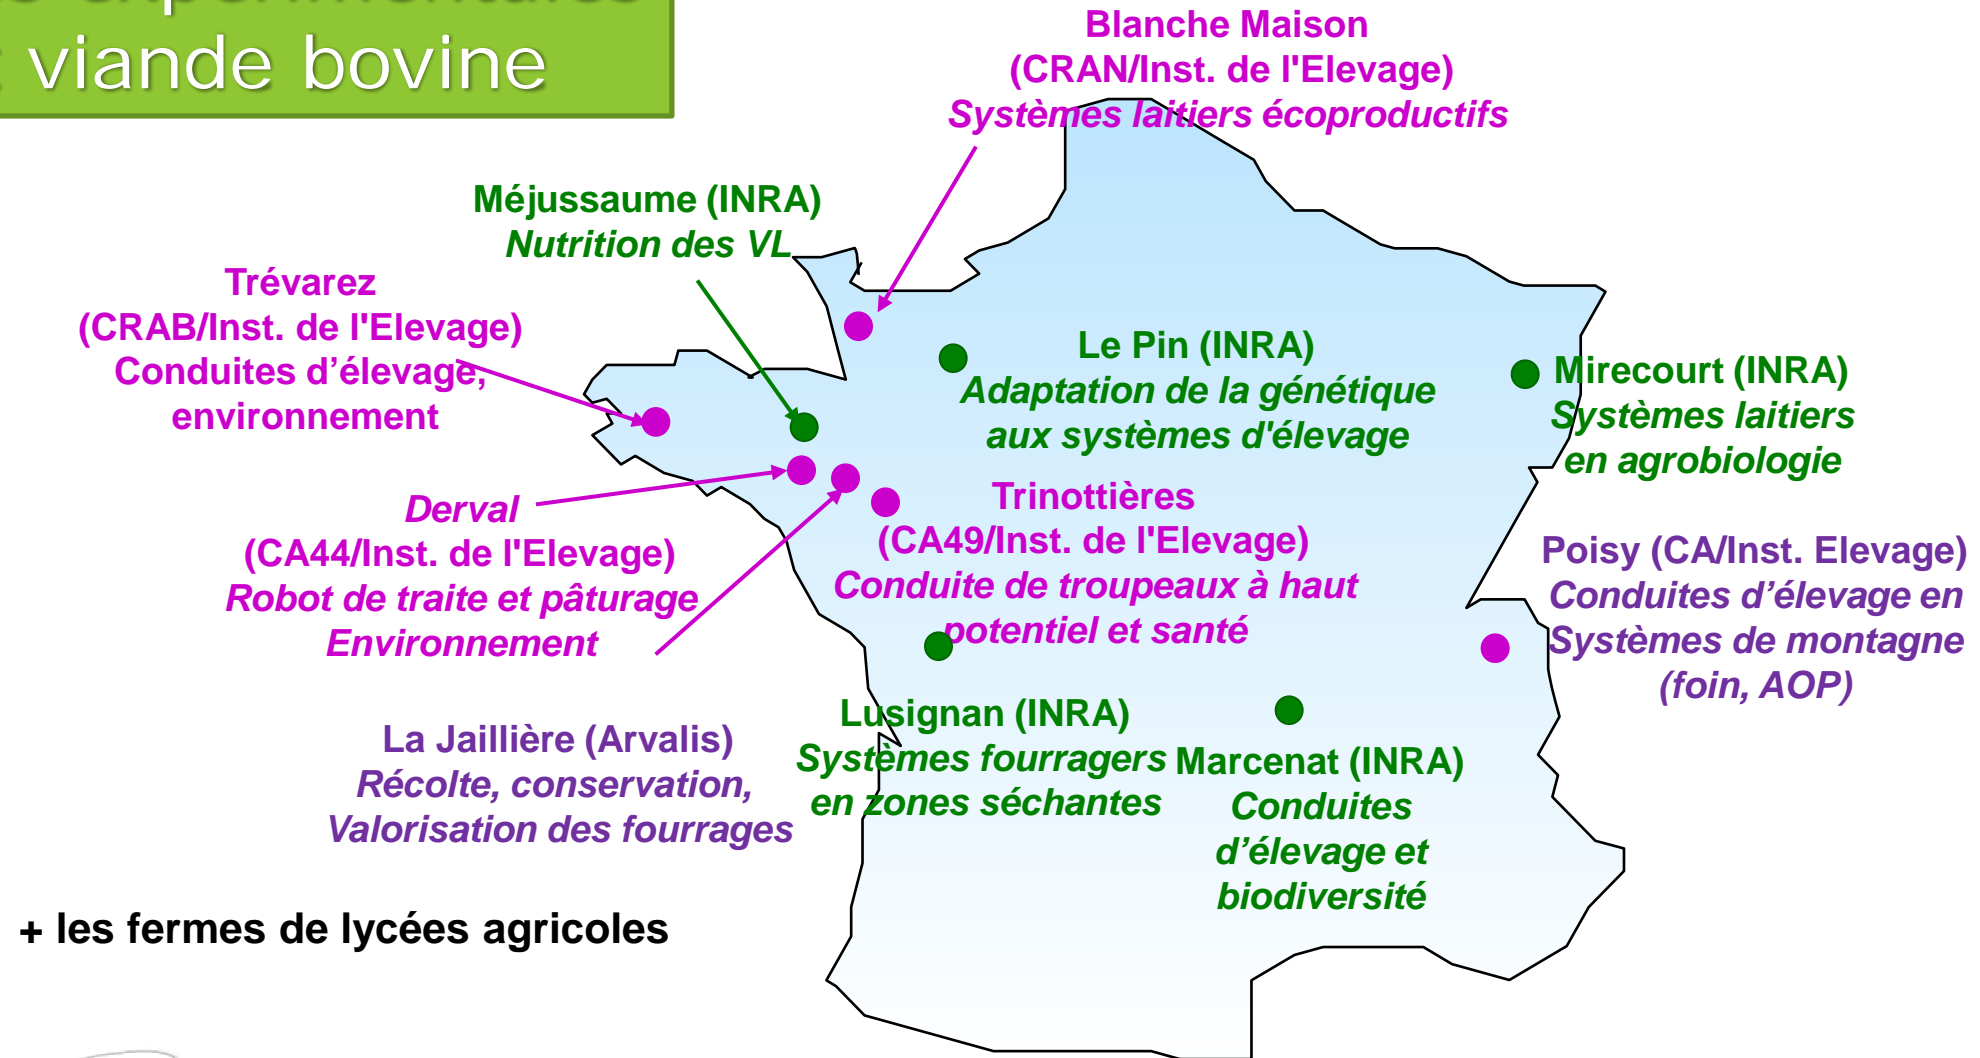 expérimentales
: viande bovine
Blanche Maison
(CRAN/Inst. de l'Elevage)
Systèmes laitiers écoproductifs
Méjussaume (INRA)
Nutrition des VL
Trévarez
(CRAB/Inst. de l'Elevage)
Conduites d’élevage,
environnement
Le Pin (INRA)
Adaptation de la génétique
aux systèmes d'élevage
Mirecourt (INRA)
Systèmes laitiers
en agrobiologie
Derval
(CA44/Inst. de l'Elevage)
Robot de traite et pâturage
Environnement
Trinottières
(CA49/Inst. de l'Elevage)
Conduite de troupeaux à haut
potentiel et santé
Poisy (CA/Inst. Elevage)
Conduites d’élevage en
Systèmes de montagne
(foin, AOP)
La Jaillière (Arvalis)
Récolte, conservation,
Valorisation des fourrages
Lusignan (INRA)
Systèmes fourragers
en zones séchantes
Marcenat (INRA)
Conduites
d’élevage et
biodiversité
+ les fermes de lycées agricoles